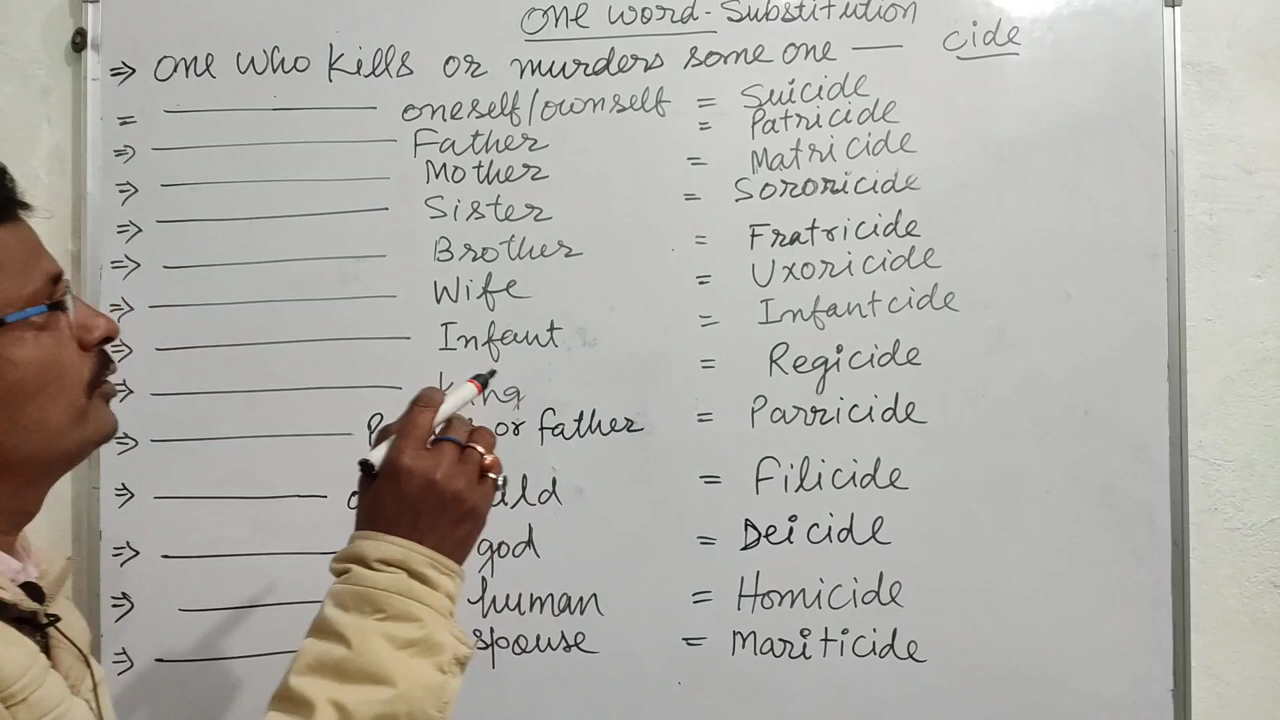 one word-Substitution
⇒ one who kills or murders some one — cide
= oneself/ownself = Suicide
⇒ Father = Patricide
⇒ Mother = Matricide
⇒ Sister = Sororicide
⇒ Brother = Fratricide
⇒ Wife = Uxoricide
⇒ Infant = Infantcide
⇒ King = Regicide
⇒ or father = Parricide
⇒ = Filicide
⇒ god = Deicide
⇒ human = Homicide
⇒ spouse = Mariticide